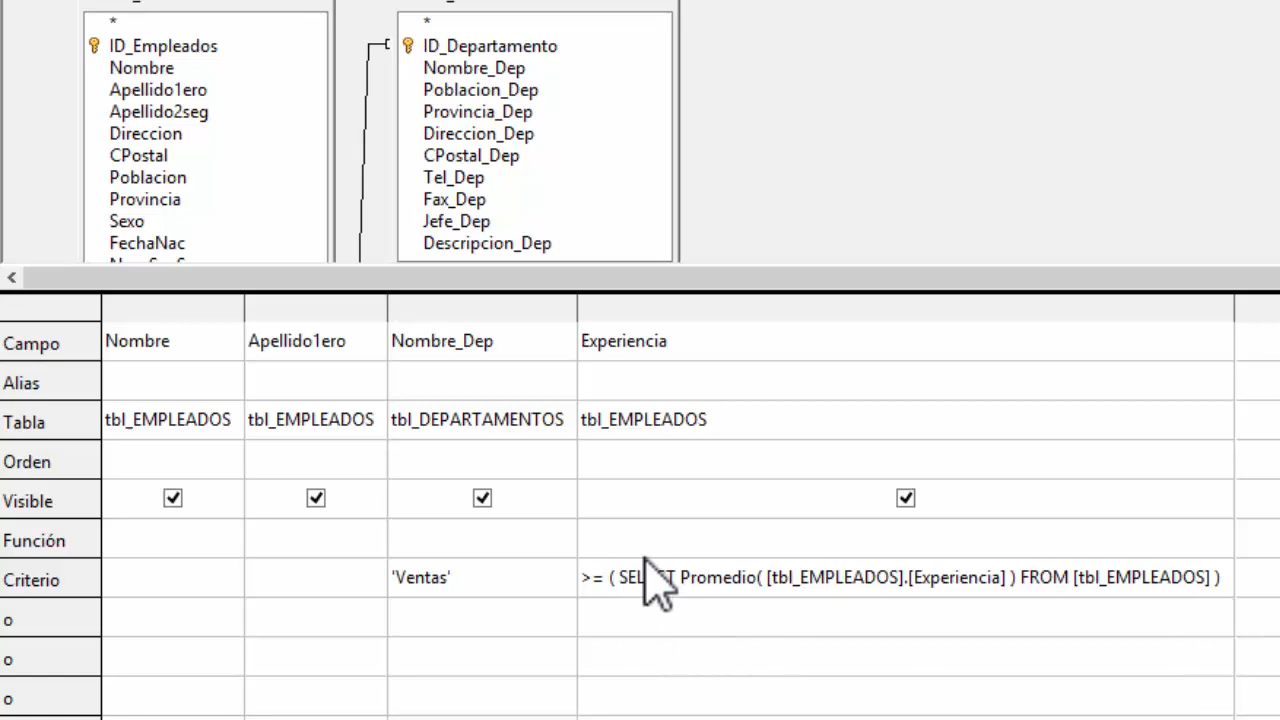 *
ID_Empleados
Nombre
Apellido1ero
Apellido2seg
Direccion
CPostal
Poblacion
Provincia
Sexo
FechaNac
*
ID_Departamento
Nombre_Dep
Poblacion_Dep
Provincia_Dep
Direccion_Dep
CPostal_Dep
Tel_Dep
Fax_Dep
Jefe_Dep
Descripcion_Dep
Campo Nombre Apellido1ero Nombre_Dep Experiencia
Alias
Tabla tbl_EMPLEADOS tbl_EMPLEADOS tbl_DEPARTAMENTOS tbl_EMPLEADOS
Orden
Visible
Función
Criterio 'Ventas' >= ( SELECT Promedio( [tbl_EMPLEADOS].[Experiencia] ) FROM [tbl_EMPLEADOS] )
o
o
o